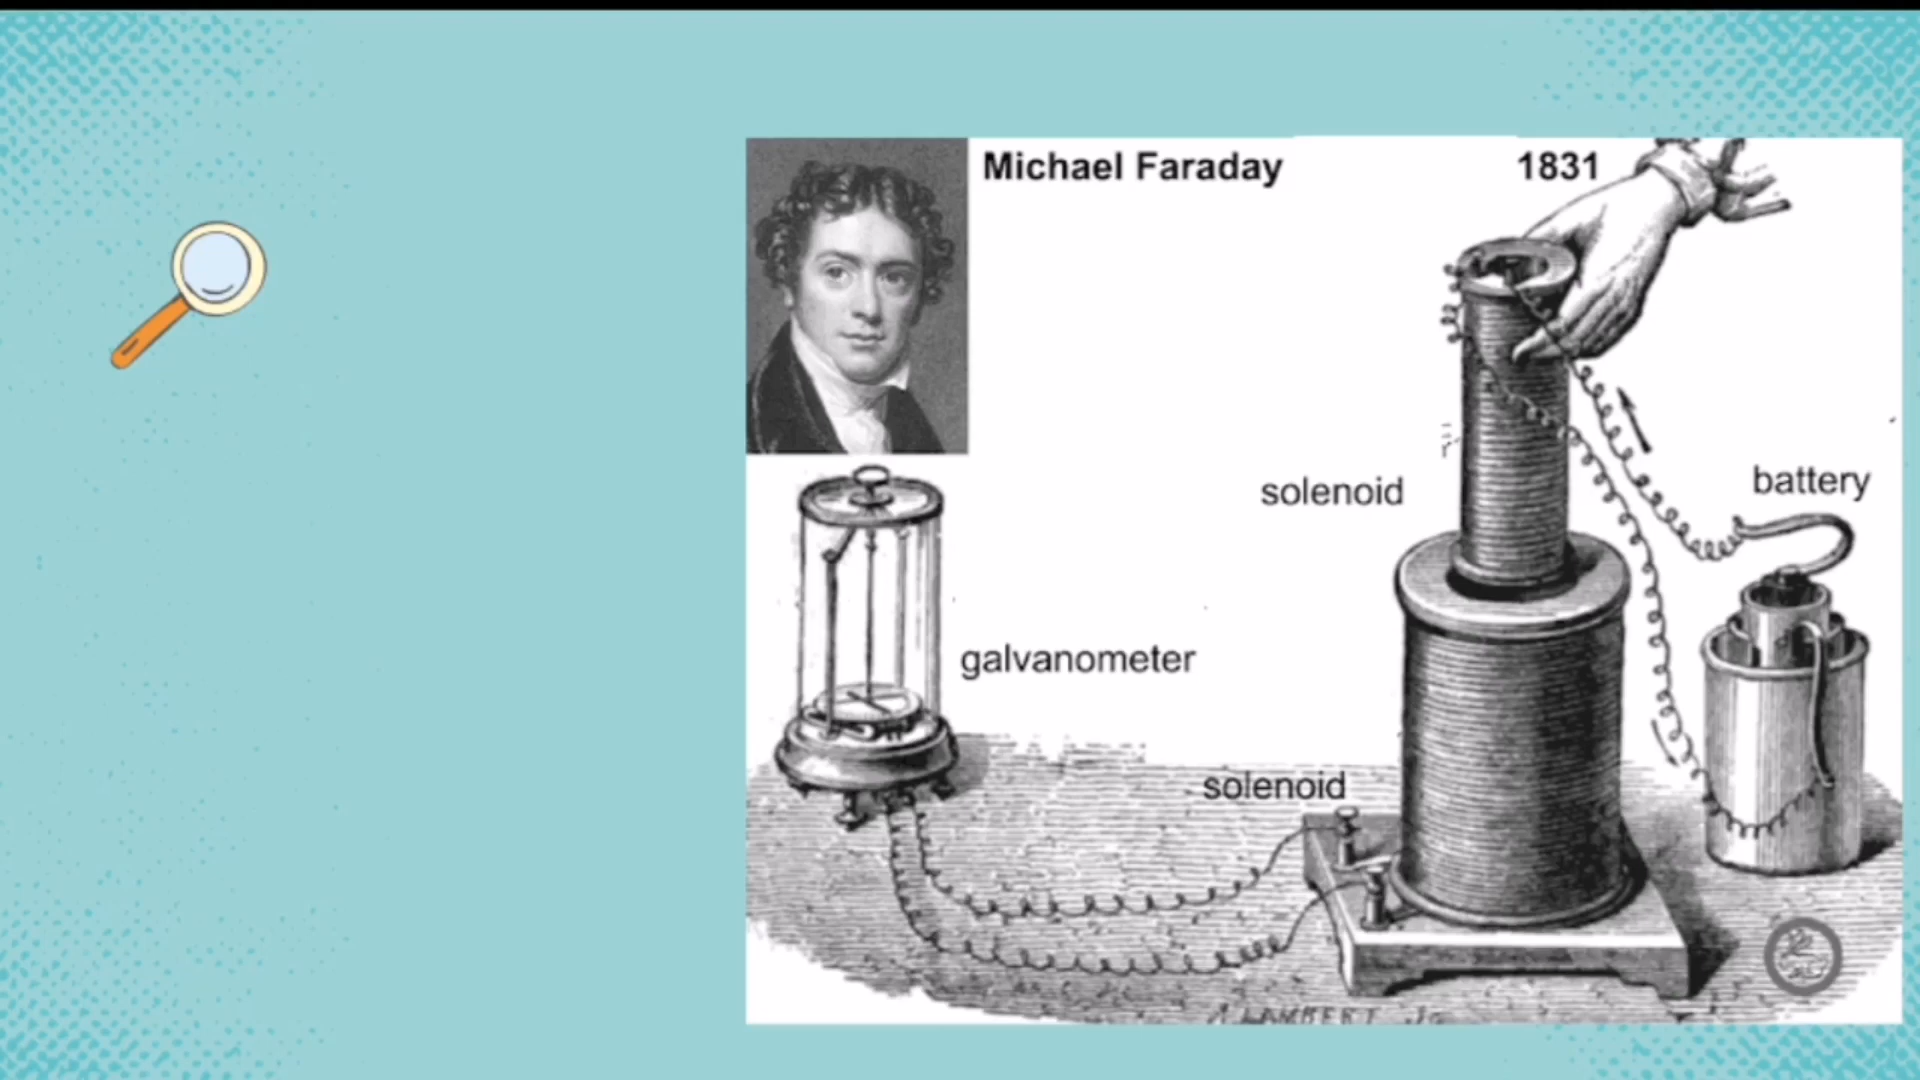 Michael Faraday
1831
solenoid
battery
galvanometer
solenoid